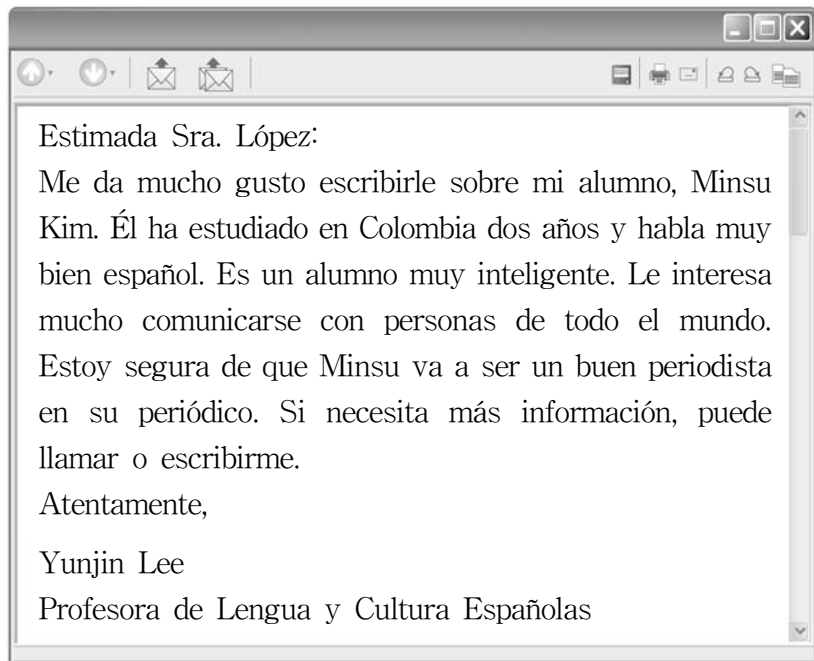 Estimada Sra. López:
Me da mucho gusto escribirle sobre mi alumno, Minsu
Kim. Él ha estudiado en Colombia dos años y habla muy
bien español. Es un alumno muy inteligente. Le interesa
mucho comunicarse con personas de todo el mundo.
Estoy segura de que Minsu va a ser un buen periodista
en su periódico. Si necesita más información, puede
llamar o escribirme.
Atentamente,
Yunjin Lee
Profesora de Lengua y Cultura Españolas